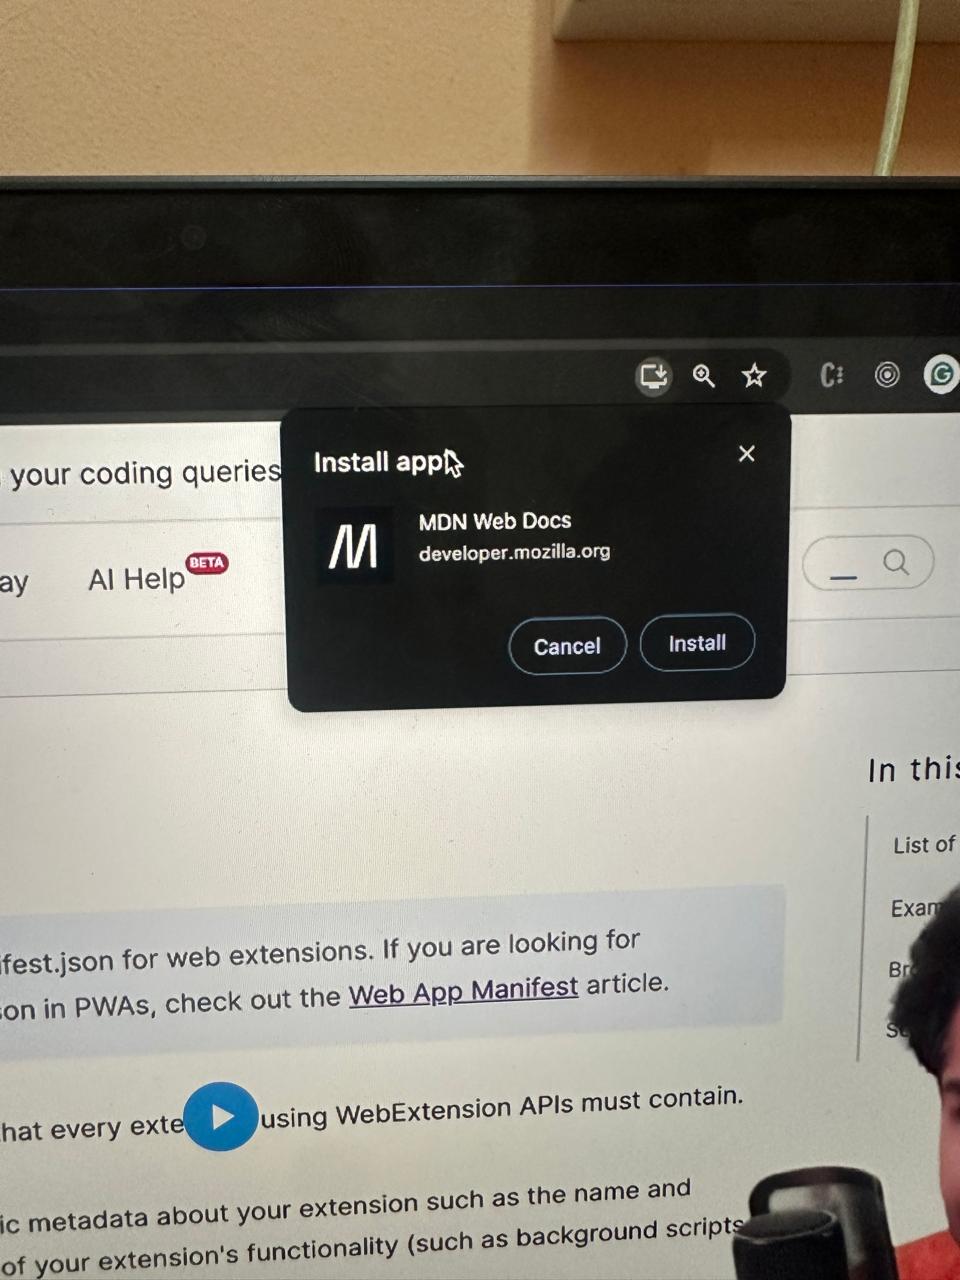 your coding queries
Install app
MDN Web Docs
developer.mozilla.org
Cancel
Install
ay
AI Help
BETA
In this
List of
Exam
ifest.json for web extensions. If you are looking for
on in PWAs, check out the Web App Manifest article.
hat every exte using WebExtension APIs must contain.
ic metadata about your extension such as the name and
of your extension's functionality (such as background scripts